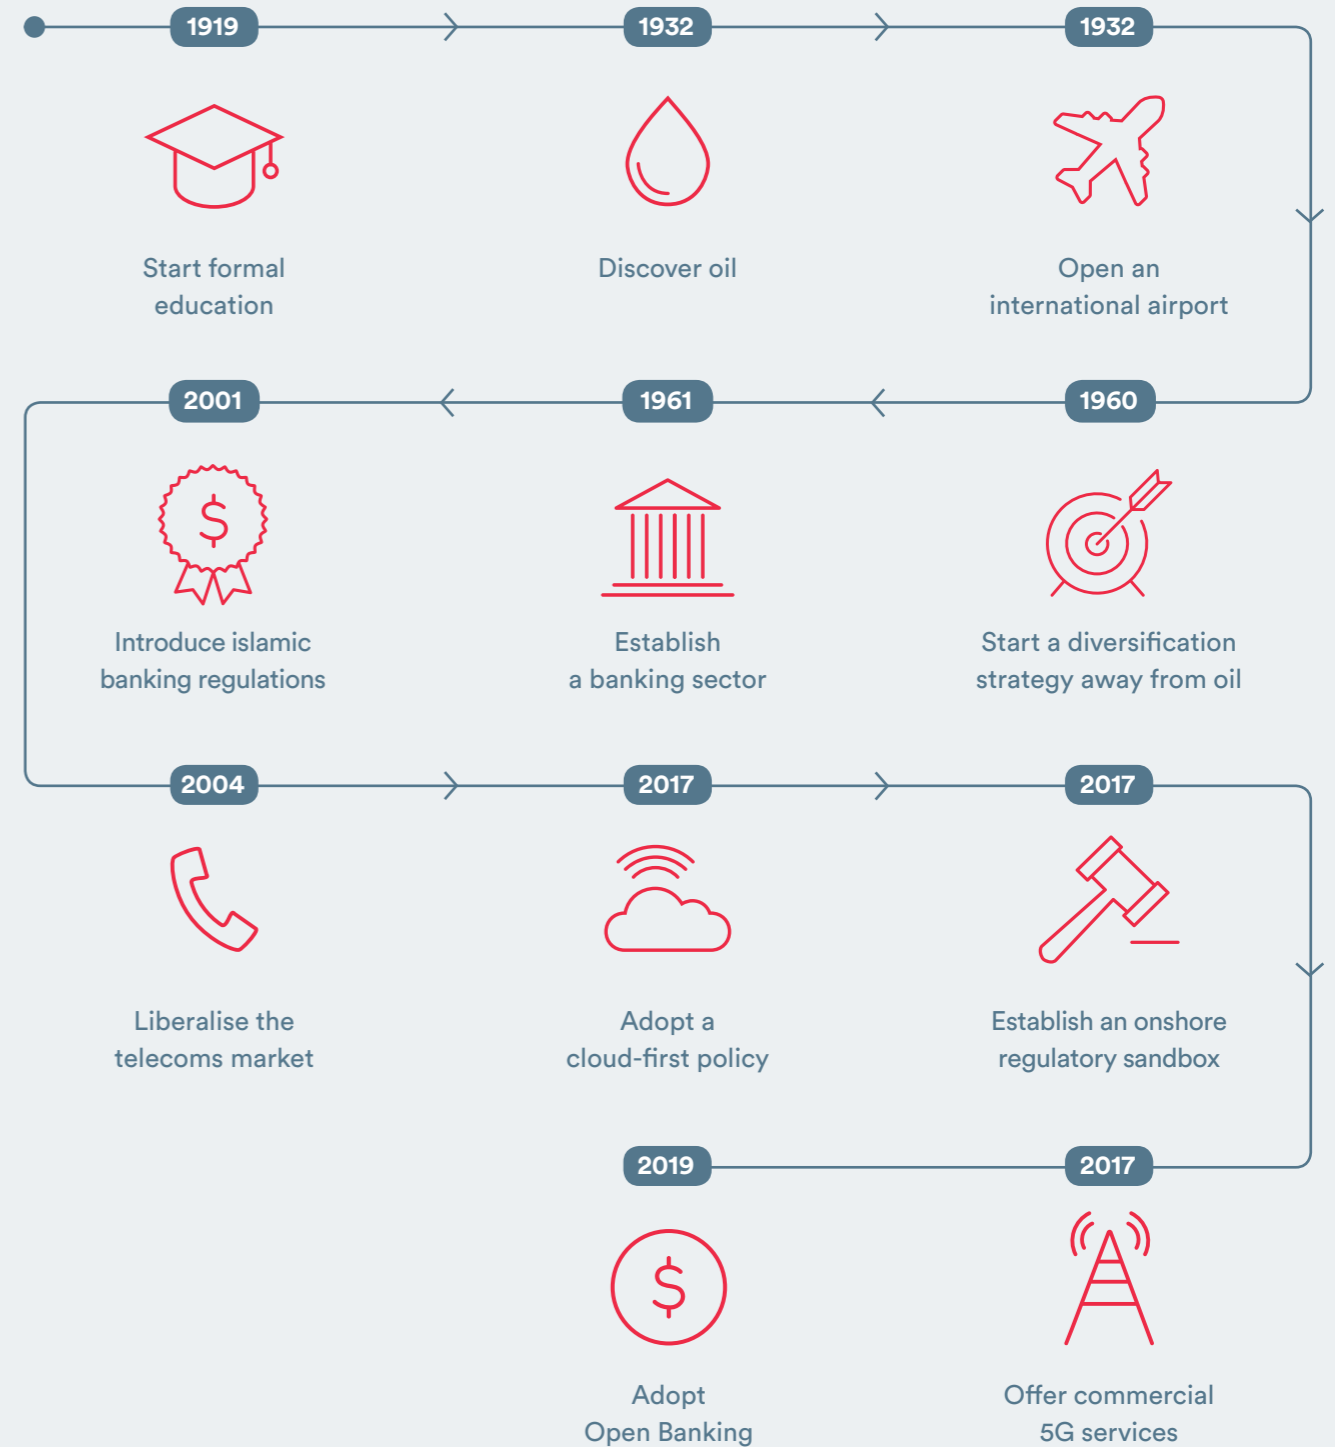 1919
Start formal
education
1932
Discover oil
1932
Open an
international airport
1960
Start a diversification
strategy away from oil
1961
Establish
a banking sector
2001
Introduce islamic
banking regulations
2004
Liberalise the
telecoms market
2017
Adopt a
cloud-first policy
2017
Establish an onshore
regulatory sandbox
2017
Offer commercial
5G services
2019
Adopt
Open Banking